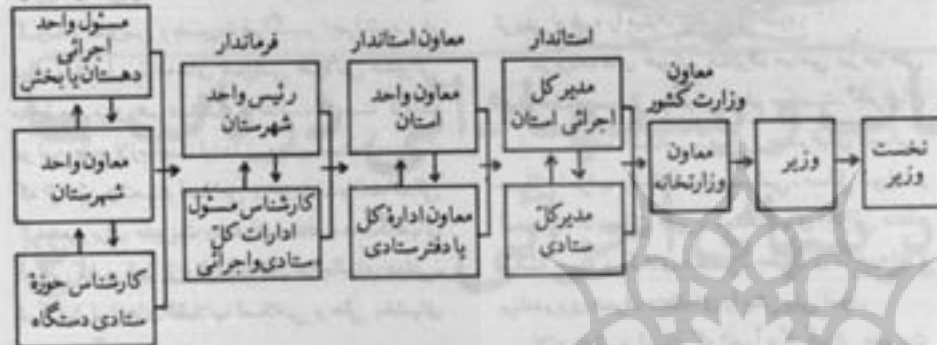 مسئول واحد
اجرائی
دهستان یا بخش
معاون واحد
شهرستان
کارشناس حوزهٔ
ستادی دستگاه
فرماندار
رئیس واحد
شهرستان
کارشناس مسئول
ادارات کلّ
ستادی و اجرائی
معاون استاندار
معاون واحد
استان
معاون ادارهٔ کل
یا دفتر ستادی
استاندار
مدیر کل
اجرائی استان
مدیر کلّ
ستادی
معاون
وزارت کشور
معاون
وزارتخانه
وزیر
نخست
وزیر